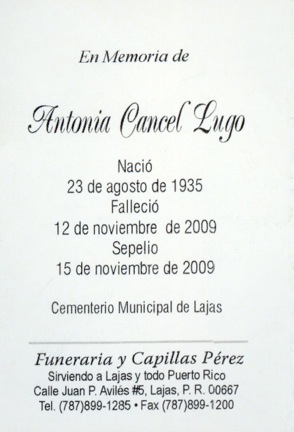 En Memoria de
Antonia Cancel Lugo
Nació
23 de agosto de 1935
Falleció
12 de noviembre de 2009
Sepelio
15 de noviembre de 2009
Cementerio Municipal de Lajas
Funeraria y Capillas Pérez
Sirviendo a Lajas y todo Puerto Rico
Calle Juan P. Avilés #5, Lajas, P. R. 00667
Tel. (787)899-1285 • Fax (787)899-1200